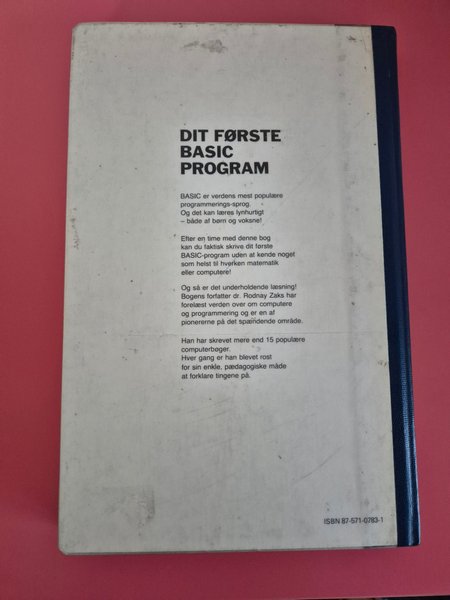 DIT FØRSTE
BASIC
PROGRAM
BASIC er verdens mest populære
programmerings-sprog.
Og det kan læres lynhurtigt
– både af børn og voksne!
Efter en time med denne bog
kan du faktisk skrive dit første
BASIC-program uden at kende noget
som helst til hverken matematik
eller computere!
Og så er det underholdende læsning!
Bogens forfatter dr. Rodnay Zaks har
forelæst verden over om computere
og programmering og er en af
pionererne på det spændende område.
Han har skrevet mere end 15 populære
computerbøger.
Hver gang er han blevet rost
for sin enkle, pædagogiske måde
at forklare tingene på.
ISBN 87-571-0783-1